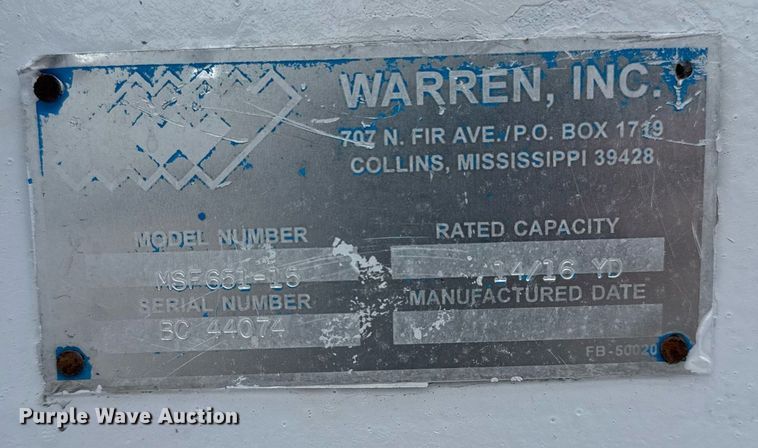 WARREN, INC.
707 N. FIR AVE./P.O. BOX 1719
COLLINS, MISSISSIPPI 39428
MODEL NUMBER
MSF651-15
SERIAL NUMBER
BC 44074
RATED CAPACITY
14/16 YD
MANUFACTURED DATE
FB-50020
Purple Wave Auction